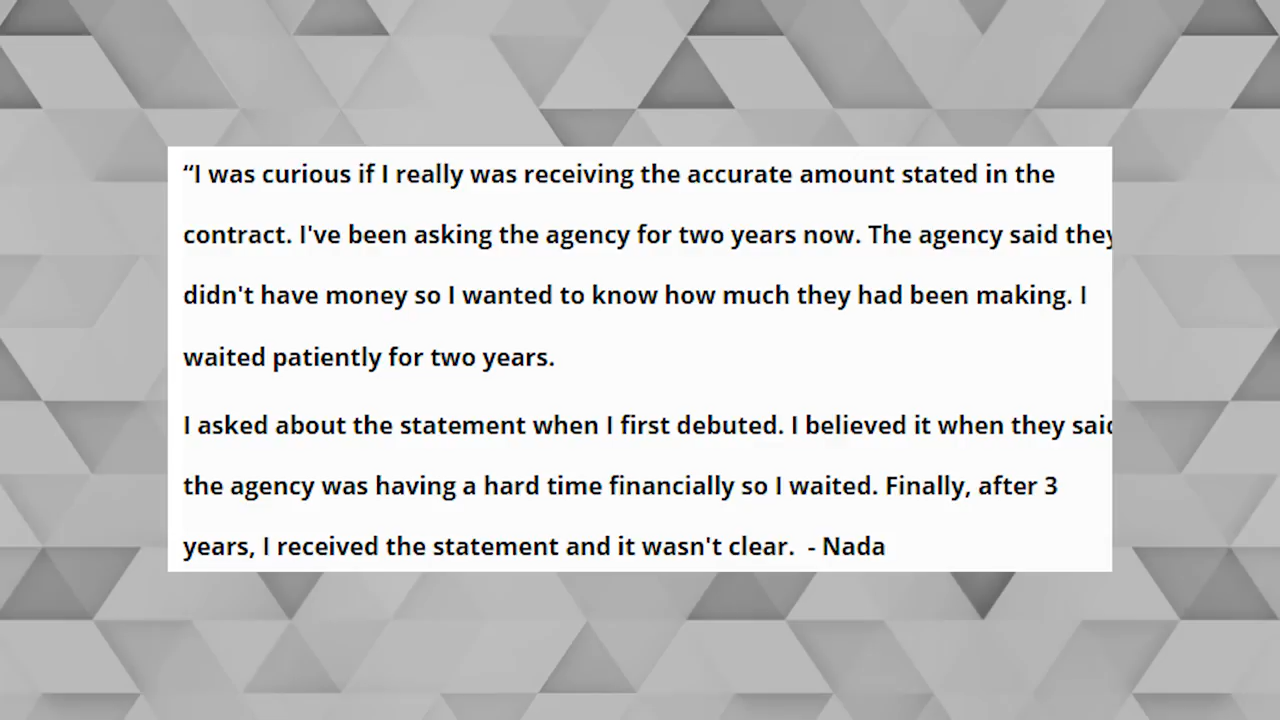 “I was curious if I really was receiving the accurate amount stated in the
contract. I've been asking the agency for two years now. The agency said they
didn't have money so I wanted to know how much they had been making. I
waited patiently for two years.
I asked about the statement when I first debuted. I believed it when they said
the agency was having a hard time financially so I waited. Finally, after 3
years, I received the statement and it wasn't clear.  - Nada